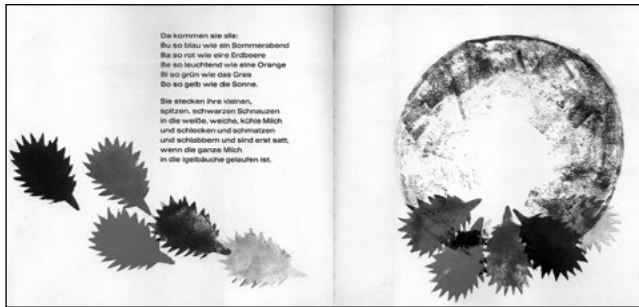 Da kommen sie alle:
Bu so blau wie ein Sommerabend
Ba so rot wie eine Erdbeere
Be so leuchtend wie eine Orange
Bi so grün wie das Gras
Bo so gelb wie die Sonne.
Sie stecken ihre kleinen,
spitzen, schwarzen Schnauzen
in die weiße, weiche, kühle Milch
und schlecken und schmatzen
und schlabbern und sind erst satt,
wenn die ganze Milch
in die Igelbäuche gelaufen ist.